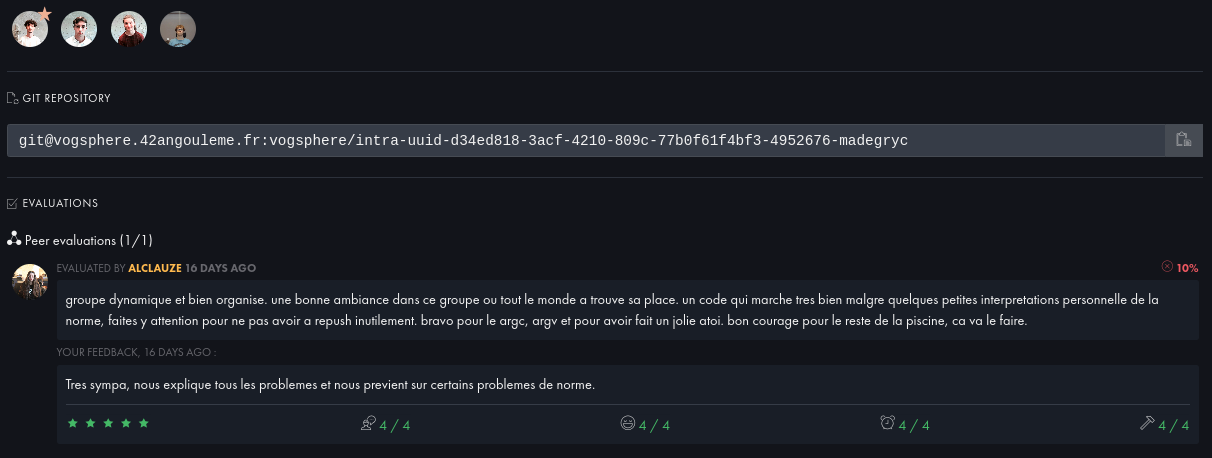 GIT REPOSITORY
git@vogsphere.42angouleme.fr:vogsphere/intra-uuid-d34ed818-3acf-4210-809c-77b0f61f4bf3-4952676-madegryc
EVALUATIONS
Peer evaluations (1/1)
EVALUATED BY ALCLAUZE 16 DAYS AGO 10%
groupe dynamique et bien organise. une bonne ambiance dans ce groupe ou tout le monde a trouve sa place. un code qui marche tres bien malgre quelques petites interpretations personnelle de la
norme, faites y attention pour ne pas avoir a repush inutilement. bravo pour le argc, argv et pour avoir fait un jolie atoi. bon courage pour le reste de la piscine, ca va le faire.
YOUR FEEDBACK, 16 DAYS AGO :
Tres sympa, nous explique tous les problemes et nous previent sur certains problemes de norme.
4 / 4 4 / 4 4 / 4 4 / 4